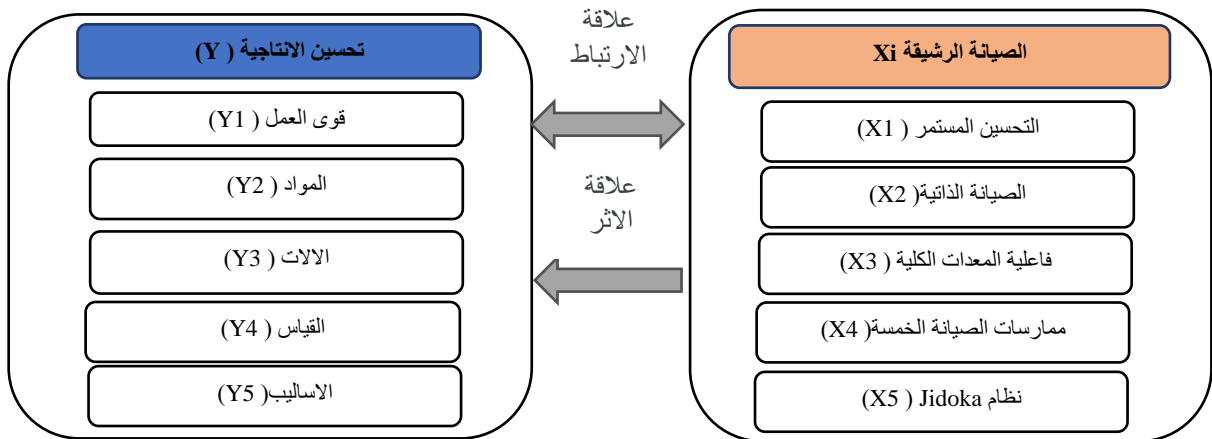 الصيانة الرشيقة Xi
التحسين المستمر ( X1)
الصيانة الذاتية( X2)
فاعلية المعدات الكلية ( X3)
ممارسات الصيانة الخمسة( X4)
نظام Jidoka ( X5)
علاقة
الارتباط
علاقة
الاثر
تحسين الانتاجية ( Y)
قوى العمل ( Y1)
المواد ( Y2)
الالات ( Y3)
القياس ( Y4)
الاساليب( Y5)